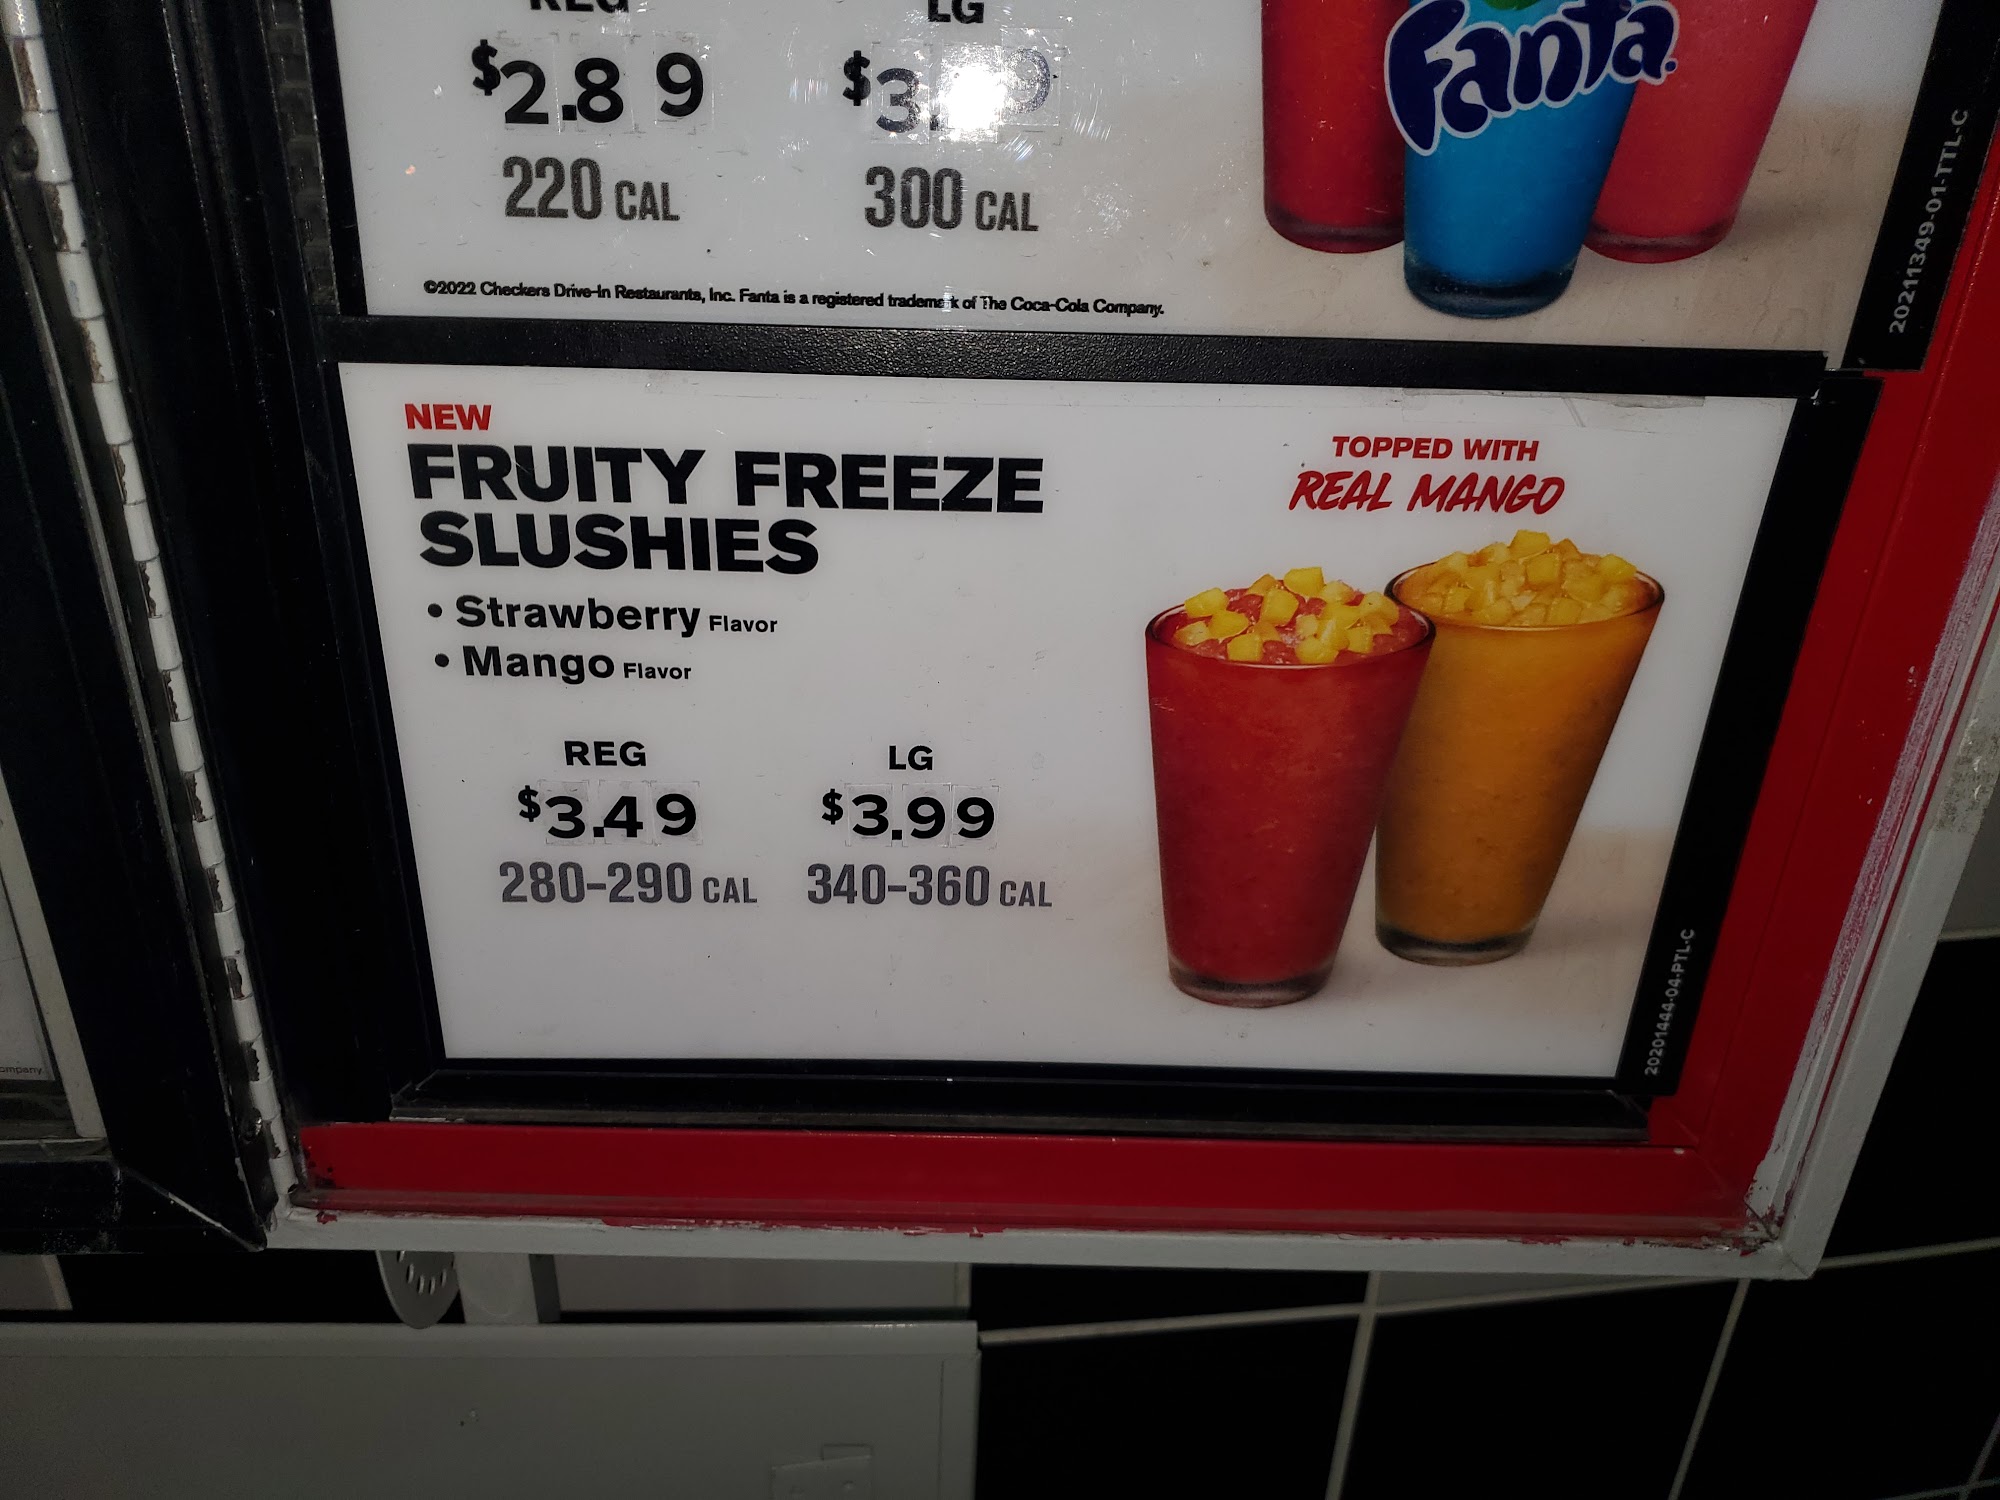 REG LG
$2.89
220 CAL 300 CAL
Fanta
©2022 Checkers Drive-In Restaurants, Inc. Fanta is a registered trademark of The Coca-Cola Company.
20211349-01-TTL-C
NEW
FRUITY FREEZE
SLUSHIES
• Strawberry Flavor
• Mango Flavor
REG LG
$3.49 $3.99
280-290 CAL 340-360 CAL
TOPPED WITH
REAL MANGO
20201444-04-PTL-C